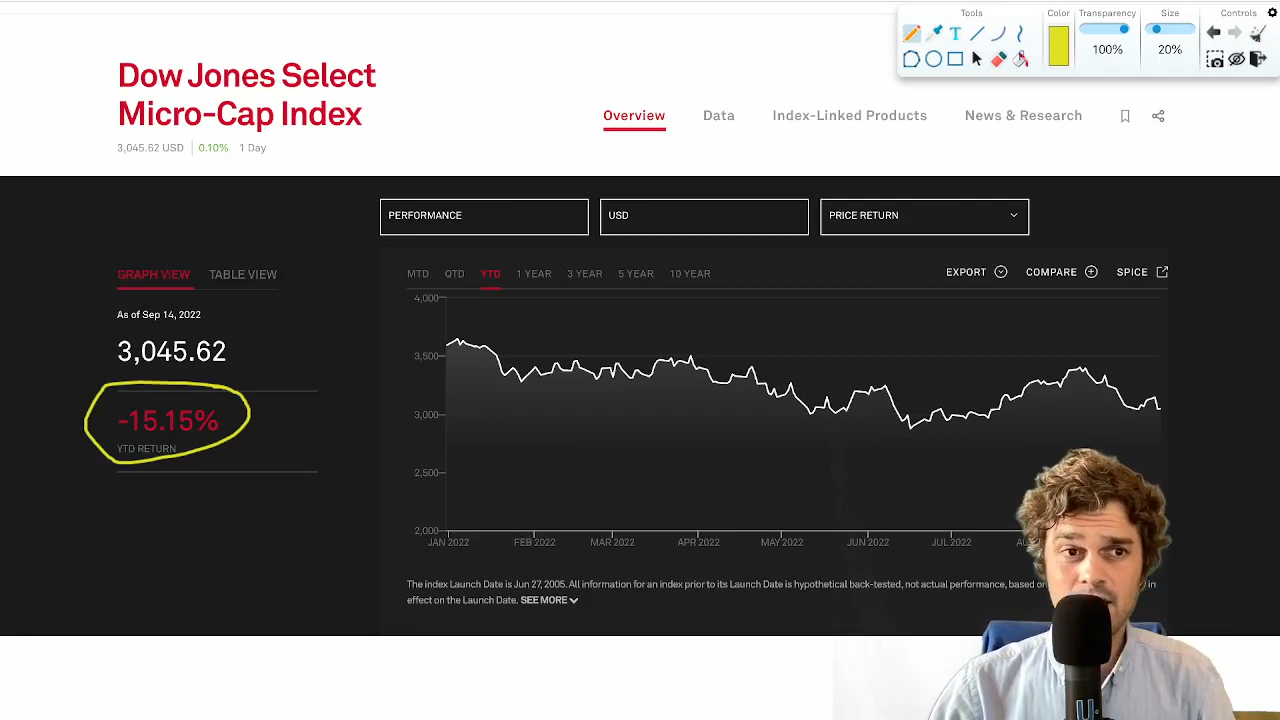 Tools
Color
Transparency
Size
Controls
T
100%
20%
Dow Jones Select
Micro-Cap Index
3,045.62 USD
0.10%
1 Day
Overview
Data
Index-Linked Products
News & Research
PERFORMANCE
USD
PRICE RETURN
GRAPH VIEW
TABLE VIEW
As of Sep 14, 2022
3,045.62
-15.15%
YTD RETURN
MTD
QTD
YTD
1 YEAR
3 YEAR
5 YEAR
10 YEAR
EXPORT
COMPARE
SPICE
4,000
3,500
3,000
2,500
2,000
JAN 2022
FEB 2022
MAR 2022
APR 2022
MAY 2022
JUN 2022
JUL 2022
The index Launch Date is Jun 27, 2005. All information for an index prior to its Launch Date is hypothetical back-tested, not actual performance, based on in
effect on the Launch Date. SEE MORE